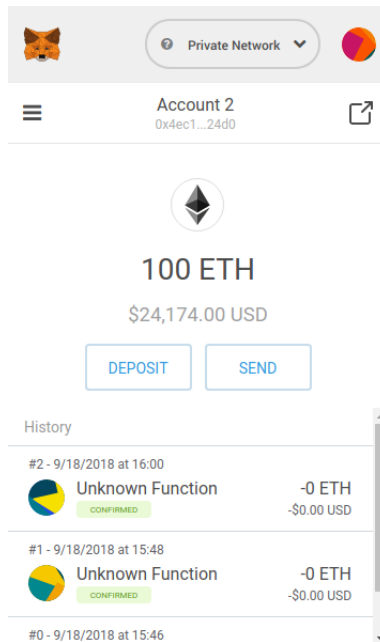 Private Network
Account 2
0x4ec1...24d0
100 ETH
$24,174.00 USD
DEPOSIT SEND
History
#2 - 9/18/2018 at 16:00
Unknown Function -0 ETH
CONFIRMED -$0.00 USD
#1 - 9/18/2018 at 15:48
Unknown Function -0 ETH
CONFIRMED -$0.00 USD
#0 - 9/18/2018 at 15:46